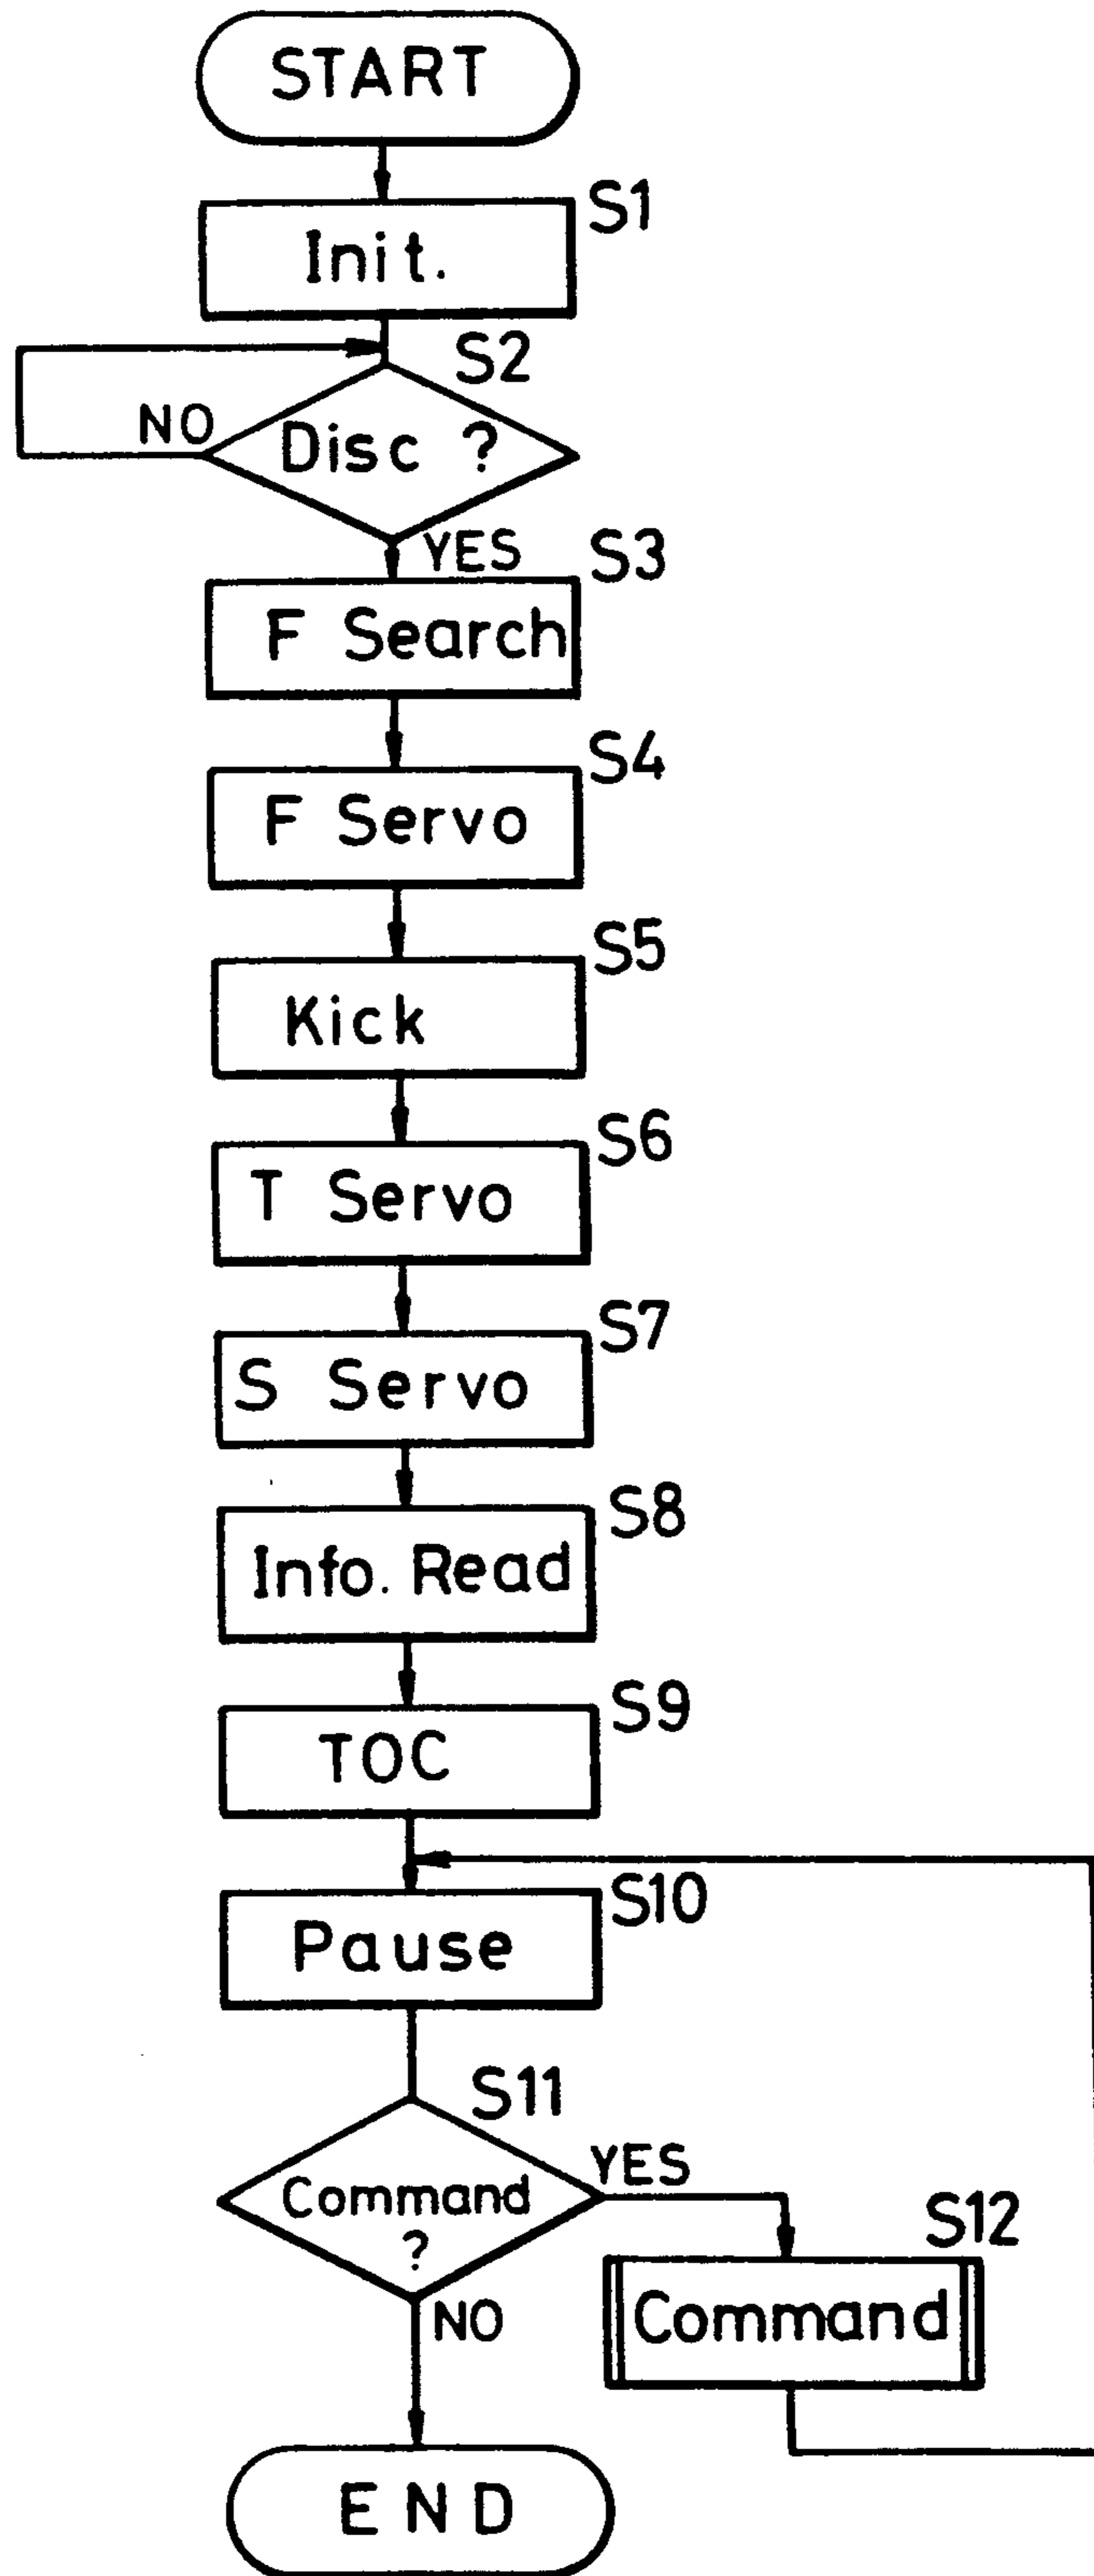 START
S1
Init.
S2
NO
Disc ?
YES
S3
F Search
S4
F Servo
S5
Kick
S6
T Servo
S7
S Servo
S8
Info. Read
S9
TOC
S10
Pause
S11
YES
Command
?
S12
Command
NO
END